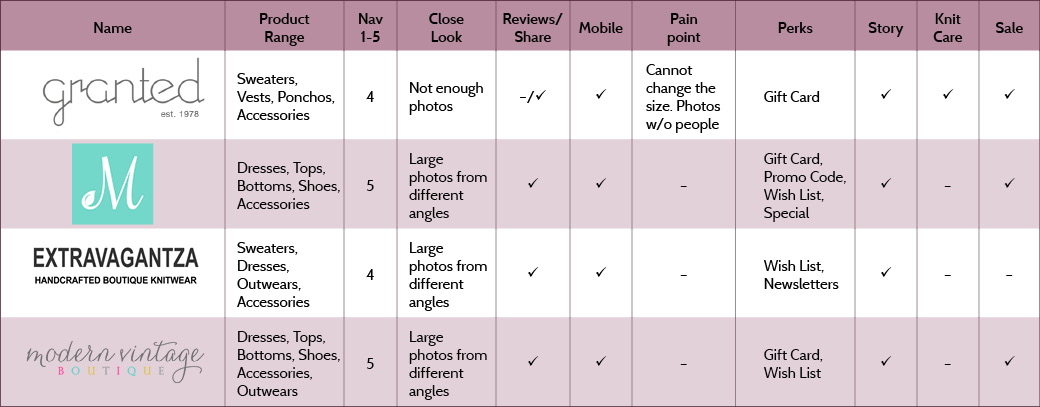 Name
Product
Range
Nav
1-5
Close
Look
Reviews/
Share
Mobile
Pain
point
Perks
Story
Knit
Care
Sale
granted
est. 1978
Sweaters,
Vests, Ponchos,
Accessories
4
Not enough
photos
–/✓
✓
Cannot
change the
size. Photos
w/o people
Gift Card
✓
✓
✓
M
Dresses, Tops,
Bottoms, Shoes,
Accessories
5
Large
photos from
different
angles
✓
✓
–
Gift Card,
Promo Code,
Wish List,
Special
✓
–
✓
EXTRAVAGANTZA
HANDCRAFTED BOUTIQUE KNITWEAR
Sweaters,
Dresses,
Outwears,
Accessories
4
Large
photos from
different
angles
✓
✓
–
Wish List,
Newsletters
✓
–
–
modern vintage
BOUTIQUE
Dresses, Tops,
Bottoms, Shoes,
Accessories,
Outwears
5
Large
photos from
different
angles
✓
✓
–
Gift Card,
Wish List
✓
–
✓